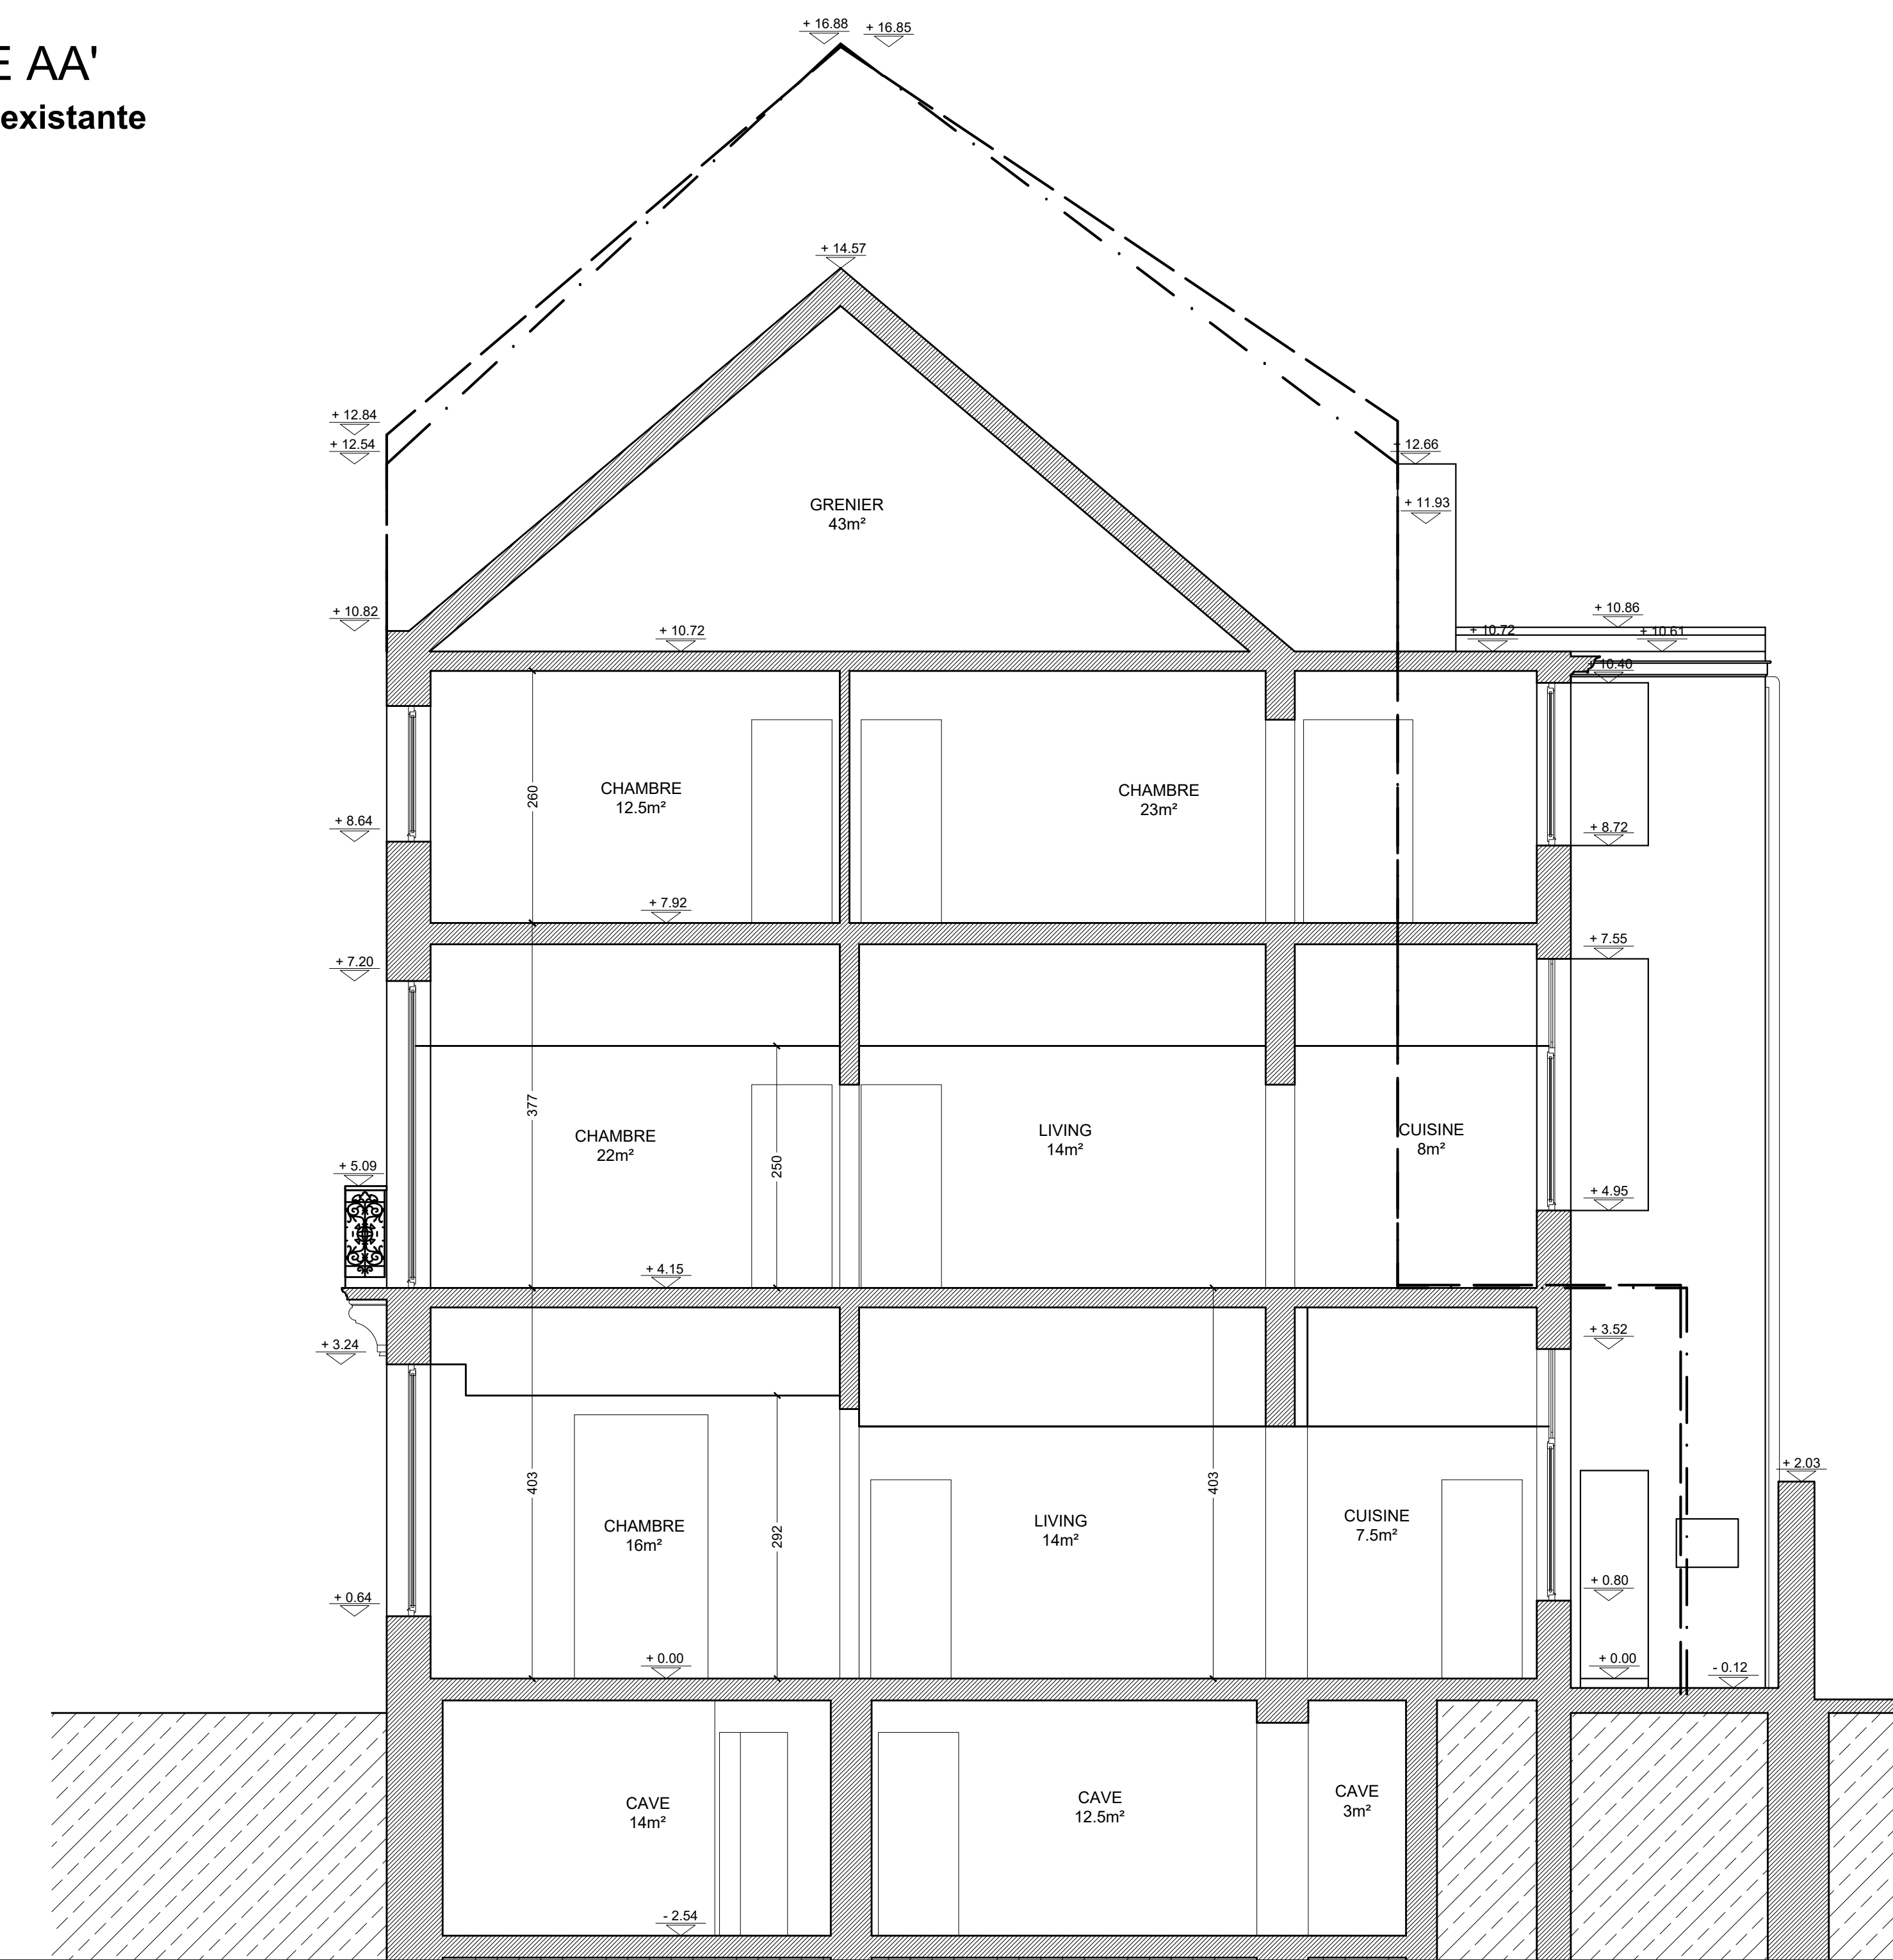 E AA'
existante
+ 16.88
+ 16.85
+ 14.57
+ 12.84
+ 12.54
+ 12.66
+ 11.93
GRENIER
43m²
+ 10.82
+ 10.72
+ 10.72
+ 10.86
+ 10.61
+ 10.40
260
CHAMBRE
12.5m²
CHAMBRE
23m²
+ 8.64
+ 8.72
+ 7.92
+ 7.20
+ 7.55
377
CHAMBRE
22m²
250
LIVING
14m²
CUISINE
8m²
+ 5.09
+ 4.95
+ 4.15
+ 3.24
+ 3.52
403
CHAMBRE
16m²
292
LIVING
14m²
403
CUISINE
7.5m²
+ 2.03
+ 0.64
+ 0.80
+ 0.00
+ 0.00
- 0.12
CAVE
14m²
CAVE
12.5m²
CAVE
3m²
- 2.54